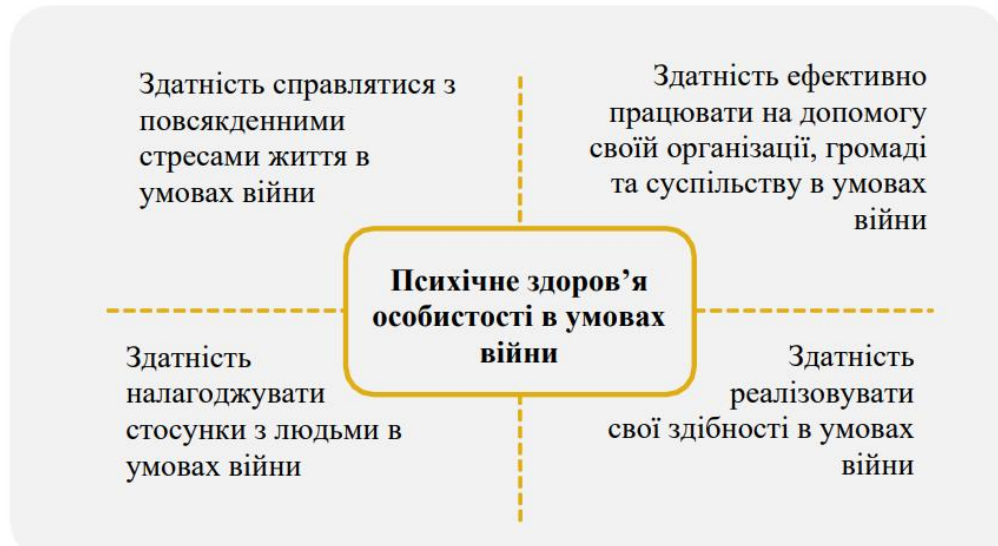 Здатність справлятися з
повсякденними
стресами життя в
умовах війни
Здатність ефективно
працювати на допомогу
своїй організації, громаді
та суспільству в умовах
війни
Психічне здоров’я
особистості в умовах
війни
Здатність
налагоджувати
стосунки з людьми в
умовах війни
Здатність
реалізовувати
свої здібності в умовах
війни